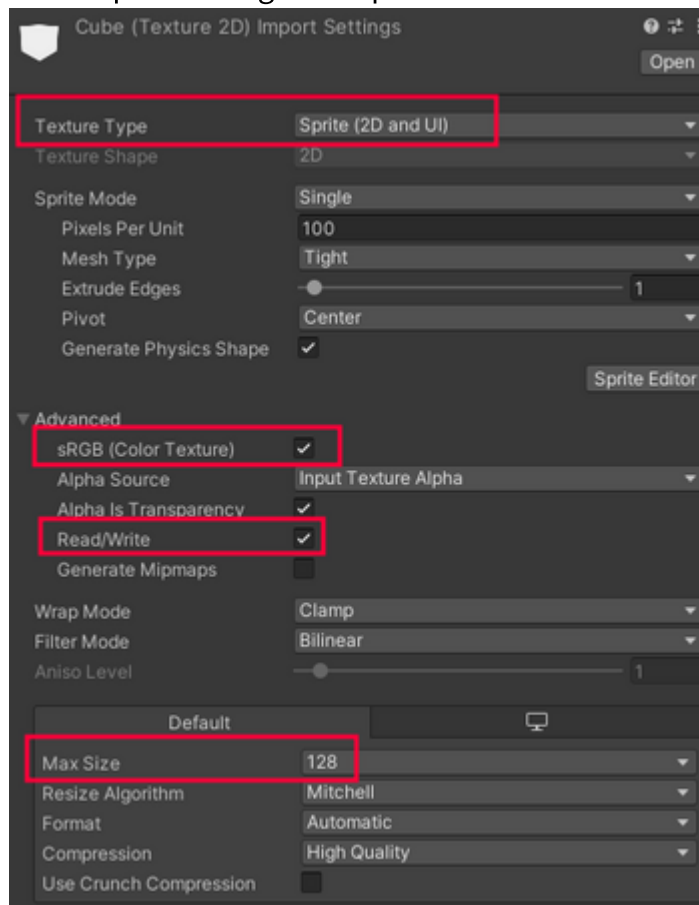 Cube (Texture 2D) Import Settings
Open
Texture Type Sprite (2D and UI)
Texture Shape 2D
Sprite Mode Single
Pixels Per Unit 100
Mesh Type Tight
Extrude Edges 1
Pivot Center
Generate Physics Shape
Sprite Editor
Advanced
sRGB (Color Texture)
Alpha Source Input Texture Alpha
Alpha Is Transparency
Read/Write
Generate Mipmaps
Wrap Mode Clamp
Filter Mode Bilinear
Aniso Level 1
Default
Max Size 128
Resize Algorithm Mitchell
Format Automatic
Compression High Quality
Use Crunch Compression